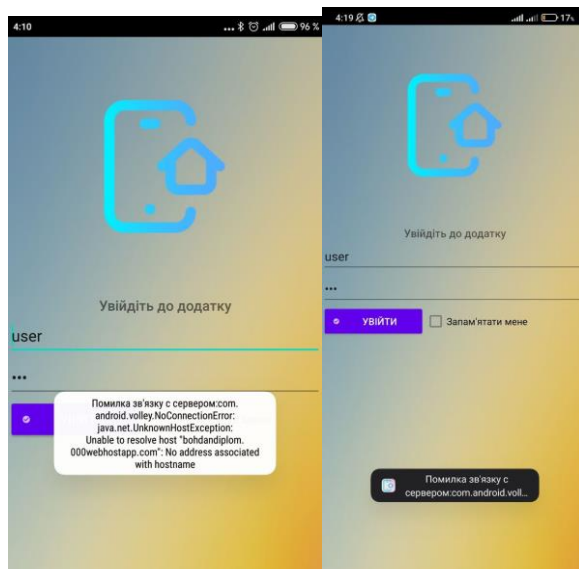 4:10
96 %
Увійдіть до додатку
user
•••
Помилка зв'язку с сервером:com.
android.volley.NoConnectionError:
java.net.UnknownHostException:
Unable to resolve host "bohdandiplom.
000webhostapp.com": No address associated
with hostname
4:19
17%
Увійдіть до додатку
user
•••
УВІЙТИ Запам'ятати мене
Помилка зв'язку с
сервером:com.android.voll...